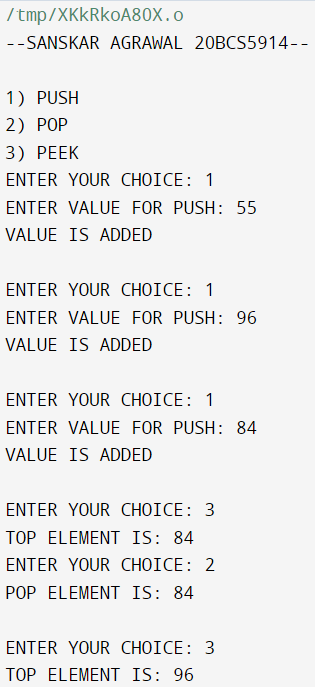 /tmp/XKkRkoA8OX.o
--SANSKAR AGRAWAL 20BCS5914--
1) PUSH
2) POP
3) PEEK
ENTER YOUR CHOICE: 1
ENTER VALUE FOR PUSH: 55
VALUE IS ADDED
ENTER YOUR CHOICE: 1
ENTER VALUE FOR PUSH: 96
VALUE IS ADDED
ENTER YOUR CHOICE: 1
ENTER VALUE FOR PUSH: 84
VALUE IS ADDED
ENTER YOUR CHOICE: 3
TOP ELEMENT IS: 84
ENTER YOUR CHOICE: 2
POP ELEMENT IS: 84
ENTER YOUR CHOICE: 3
TOP ELEMENT IS: 96